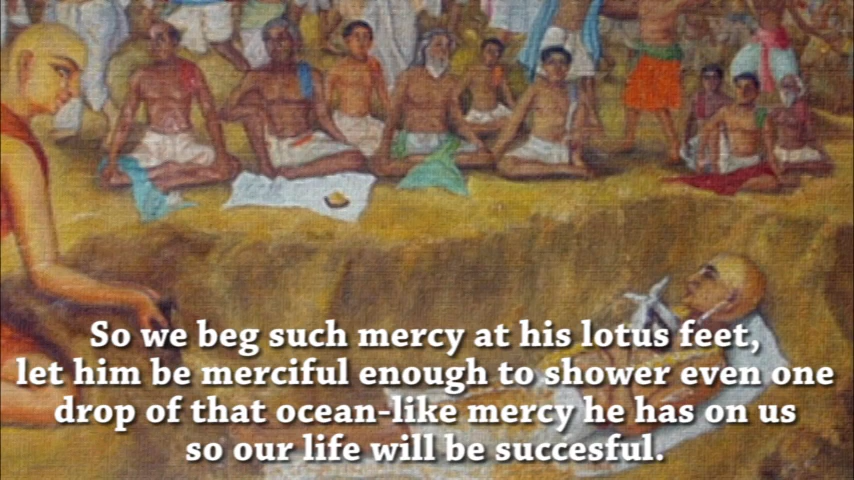 So we beg such mercy at his lotus feet,
let him be merciful enough to shower even one
drop of that ocean-like mercy he has on us
so our life will be succesful.